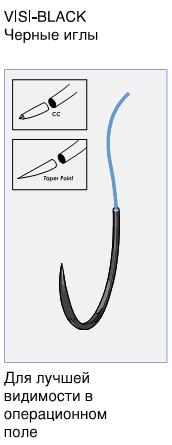 VISI-BLACK
Черные иглы
CC
Taper Point
Для лучшей
видимости в
операционном
поле